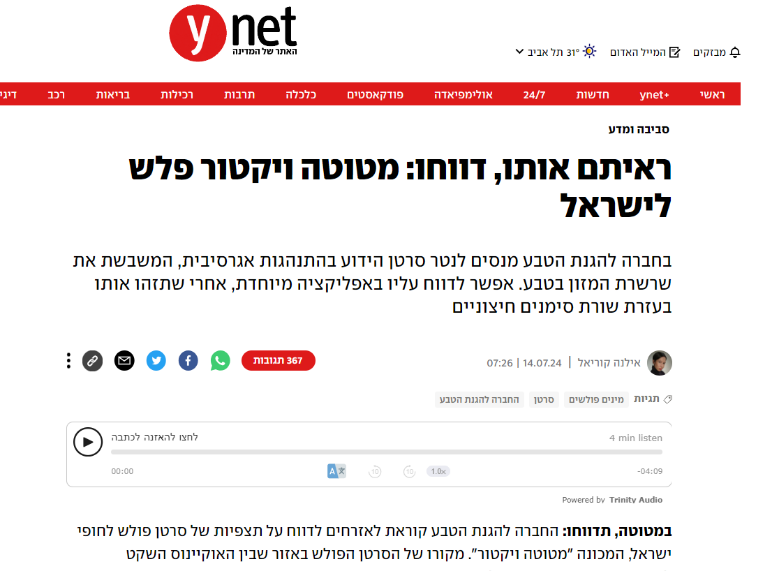 ynet
האתר של המדינה
מבזקים המייל האדום 31° תל אביב
ראשי ynet+ חדשות 24/7 אולימפיאדה פודקאסטים כלכלה תרבות רכילות בריאות רכב דיגי
סביבה ומדע
ראיתם אותו, דווחו: מטוטה ויקטור פלש
לישראל
בחברה להגנת הטבע מנסים לנטר סרטן הידוע בהתנהגות אגרסיבית, המשבשת את
שרשרת המזון בטבע. אפשר לדווח עליו באפליקציה מיוחדת, אחרי שתזהו אותו
בעזרת שורת סימנים חיצוניים
אילנה קוריאל | 14.07.24 | 07:26
367 תגובות
תגיות מינים פולשים סרטן החברה להגנת הטבע
לחצו להאזנה לכתבה 4 min listen
00:00 A 10 10 1.0x -04:09
Powered by Trinity Audio
במטוטה, תדווחו: החברה להגנת הטבע קוראת לאזרחים לדווח על תצפיות של סרטן פולש לחופי
ישראל, המכונה "מטוטה ויקטור". מקורו של הסרטן הפולש באזור שבין האוקיינוס השקט